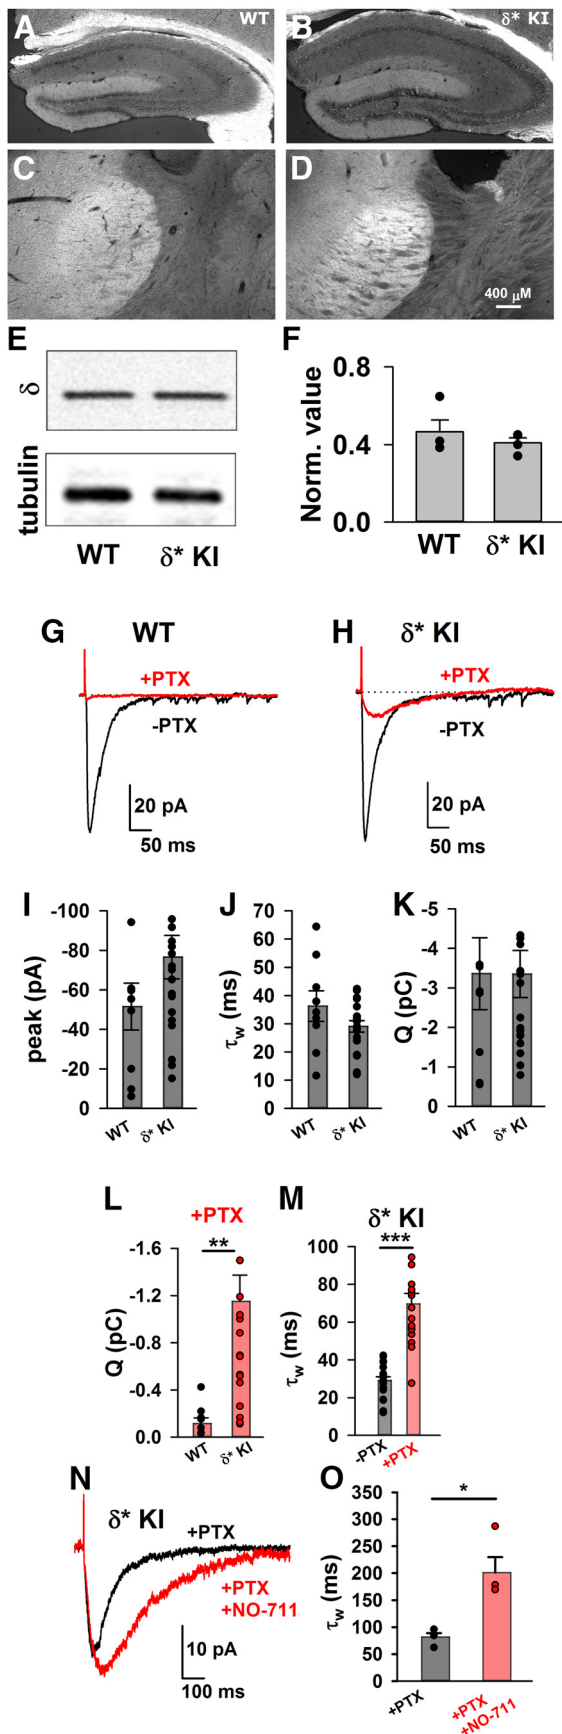 A
WT
B
δ* KI
C
D
400 μM
E
δ
tubulin
WT
δ* KI
F
Norm. value
0.8
0.4
0.0
WT
δ* KI
G
WT
+PTX
-PTX
20 pA
50 ms
H
δ* KI
+PTX
-PTX
20 pA
50 ms
I
peak (pA)
-100
-80
-60
-40
-20
0
WT
δ* KI
J
τw (ms)
70
60
50
40
30
20
10
0
WT
δ* KI
K
Q (pC)
-5
-4
-3
-2
-1
0
WT
δ* KI
L
+PTX
**
Q (pC)
-1.6
-1.2
-0.8
-0.4
0.0
WT
δ* KI
M
δ* KI
***
τw (ms)
100
80
60
40
20
0
-PTX
+PTX
N
δ* KI
+PTX
+PTX
+NO-711
10 pA
100 ms
O
*
τw (ms)
350
300
250
200
150
100
50
0
+PTX
+PTX
+NO-711